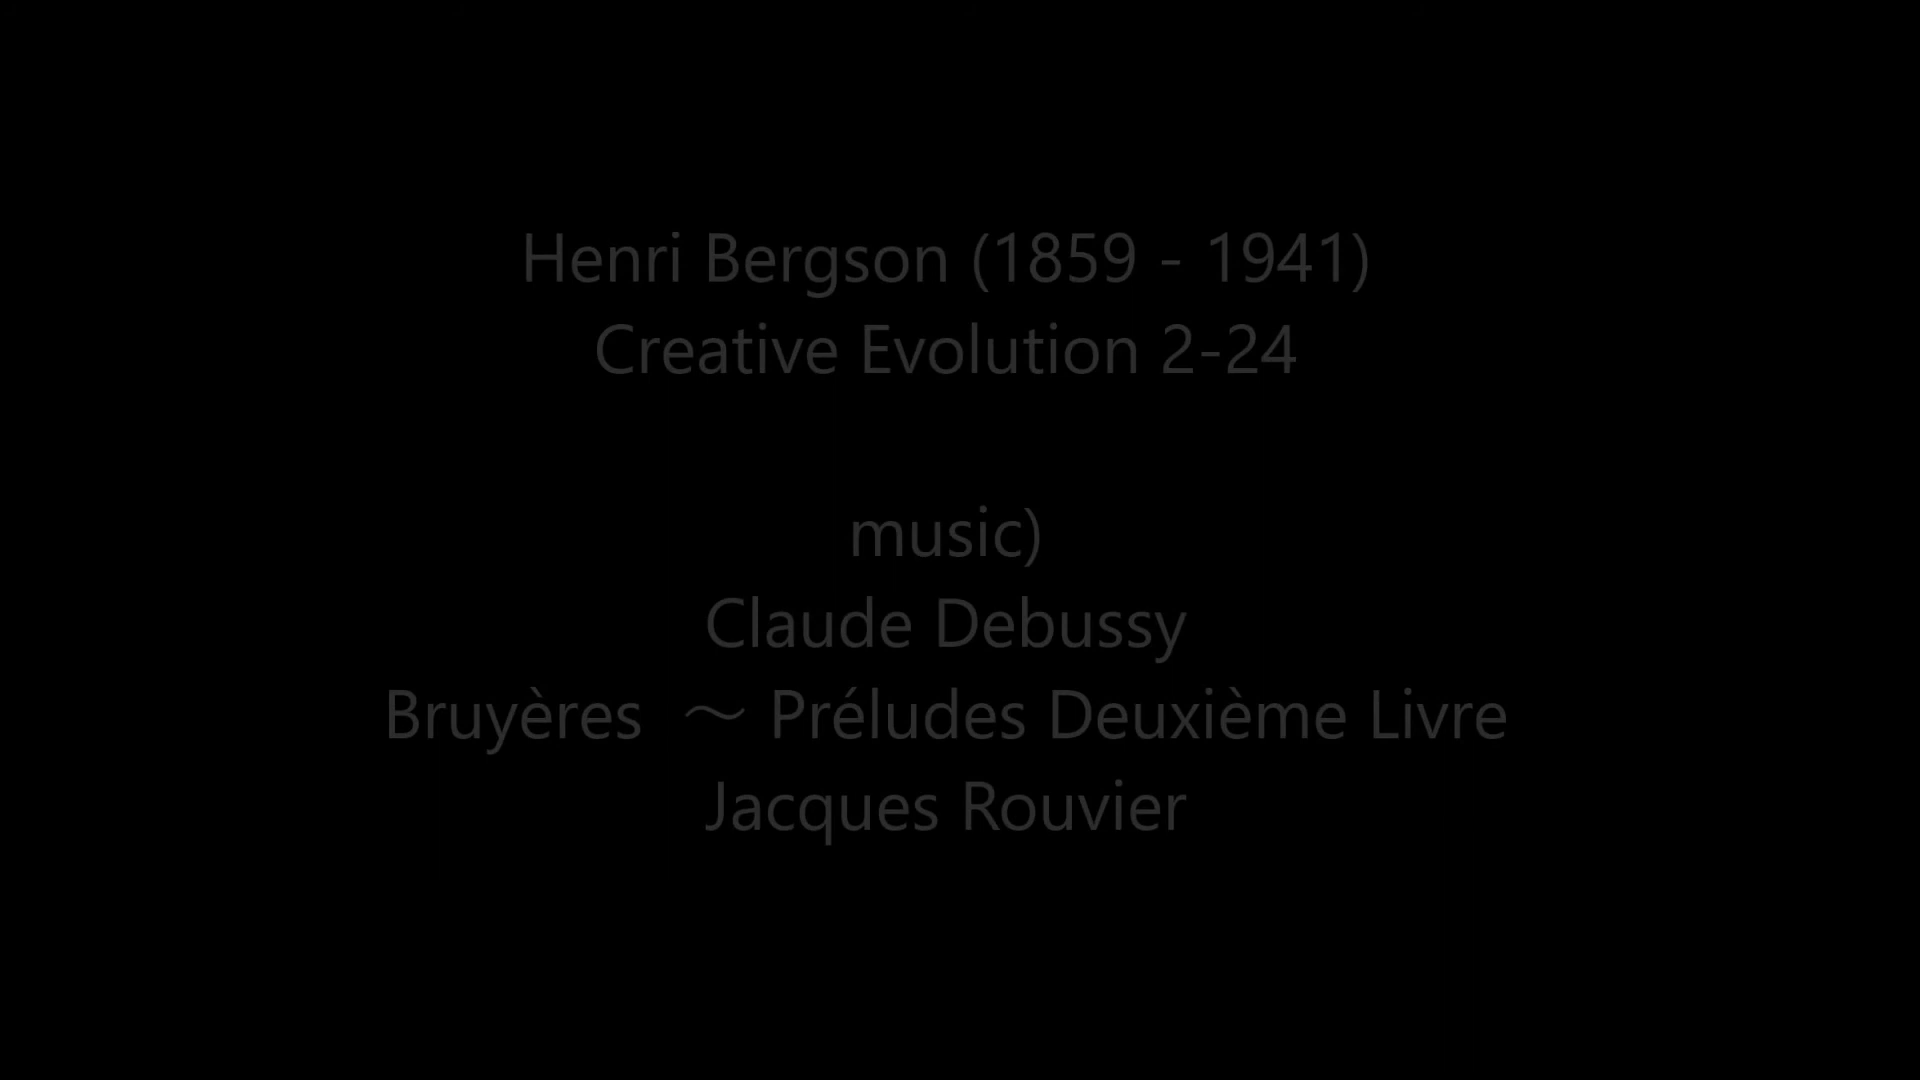 Henri Bergson (1859 - 1941)
Creative Evolution 2-24
music)
Claude Debussy
Bruyères ～ Préludes Deuxième Livre
Jacques Rouvier